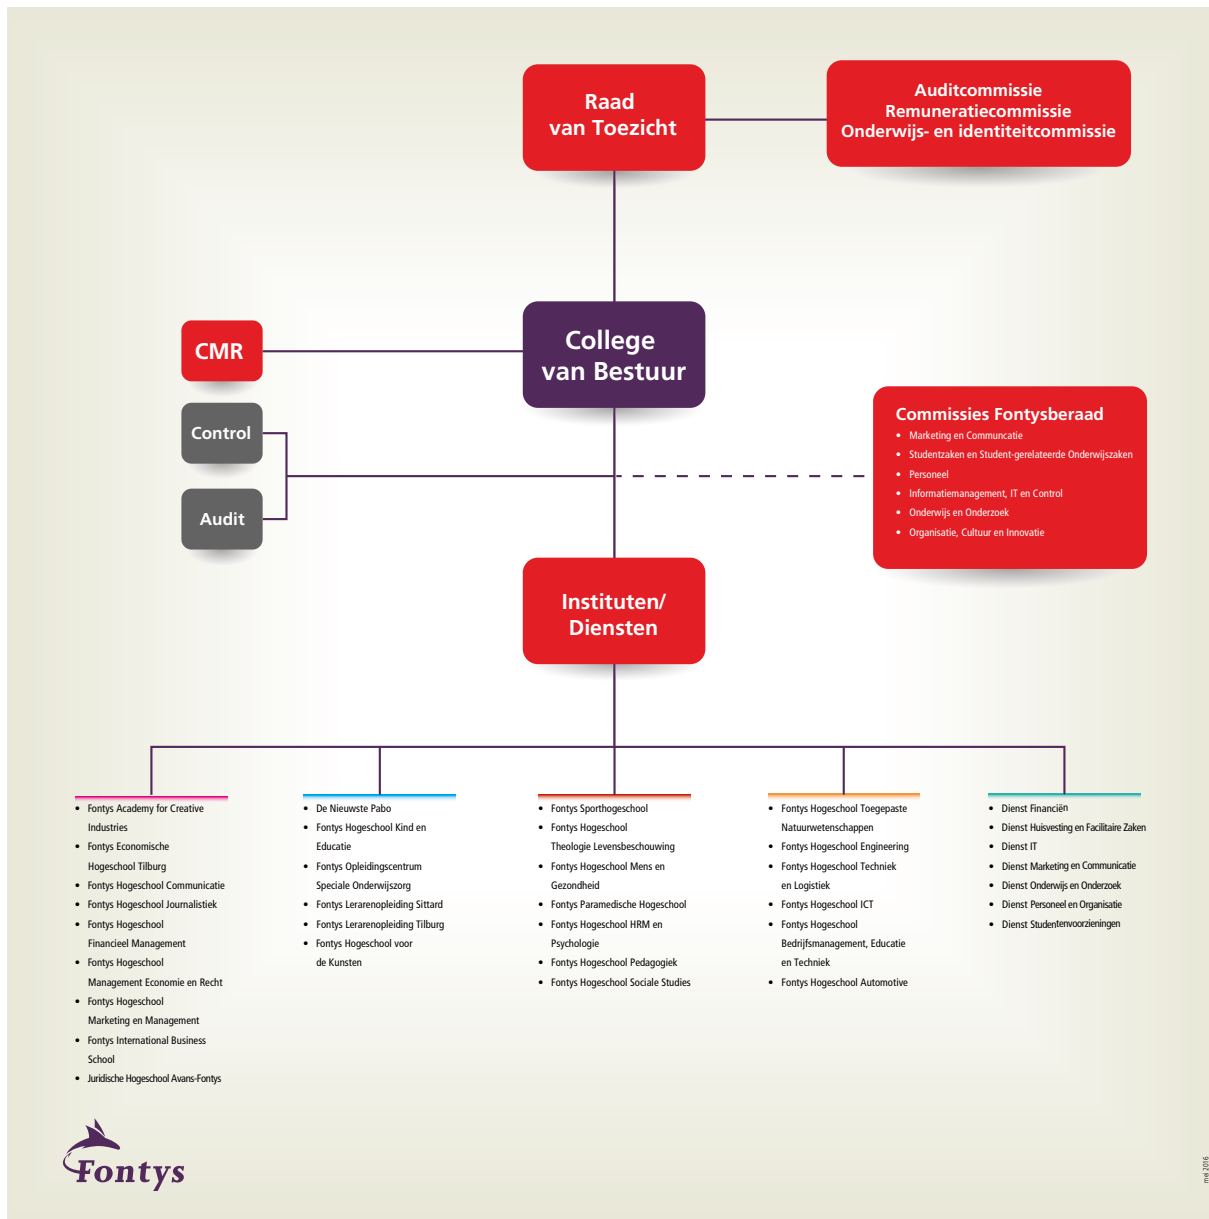 Raad
van Toezicht
Auditcommissie
Remuneratiecommissie
Onderwijs- en identiteitcommissie
College
van Bestuur
CMR
Control
Audit
Commissies Fontysberaad
• Marketing en Communcatie
• Studentzaken en Student-gerelateerde Onderwijszaken
• Personeel
• Informatiemanagement, IT en Control
• Onderwijs en Onderzoek
• Organisatie, Cultuur en Innovatie
Instituten/
Diensten
• Fontys Academy for Creative
Industries
• Fontys Economische
Hogeschool Tilburg
• Fontys Hogeschool Communicatie
• Fontys Hogeschool Journalistiek
• Fontys Hogeschool
Financieel Management
• Fontys Hogeschool
Management Economie en Recht
• Fontys Hogeschool
Marketing en Management
• Fontys International Business
School
• Juridische Hogeschool Avans-Fontys
• De Nieuwste Pabo
• Fontys Hogeschool Kind en
Educatie
• Fontys Opleidingscentrum
Speciale Onderwijszorg
• Fontys Lerarenopleiding Sittard
• Fontys Lerarenopleiding Tilburg
• Fontys Hogeschool voor
de Kunsten
• Fontys Sporthogeschool
• Fontys Hogeschool
Theologie Levensbeschouwing
• Fontys Hogeschool Mens en
Gezondheid
• Fontys Paramedische Hogeschool
• Fontys Hogeschool HRM en
Psychologie
• Fontys Hogeschool Pedagogiek
• Fontys Hogeschool Sociale Studies
• Fontys Hogeschool Toegepaste
Natuurwetenschappen
• Fontys Hogeschool Engineering
• Fontys Hogeschool Techniek
en Logistiek
• Fontys Hogeschool ICT
• Fontys Hogeschool
Bedrijfsmanagement, Educatie
en Techniek
• Fontys Hogeschool Automotive
• Dienst Financiën
• Dienst Huisvesting en Facilitaire Zaken
• Dienst IT
• Dienst Marketing en Communicatie
• Dienst Onderwijs en Onderzoek
• Dienst Personeel en Organisatie
• Dienst Studentenvoorzieningen
Fontys
mei 2016